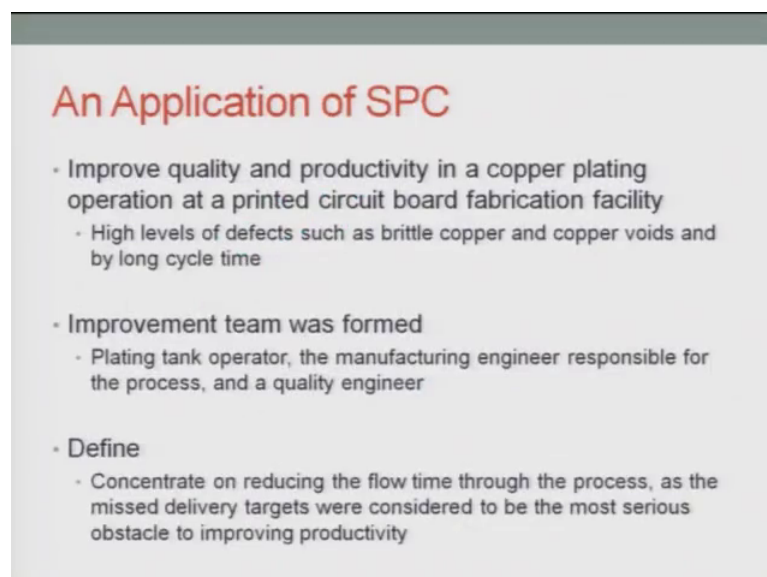 An Application of SPC
• Improve quality and productivity in a copper plating
operation at a printed circuit board fabrication facility
• High levels of defects such as brittle copper and copper voids and
by long cycle time
• Improvement team was formed
• Plating tank operator, the manufacturing engineer responsible for
the process, and a quality engineer
• Define
• Concentrate on reducing the flow time through the process, as the
missed delivery targets were considered to be the most serious
obstacle to improving productivity